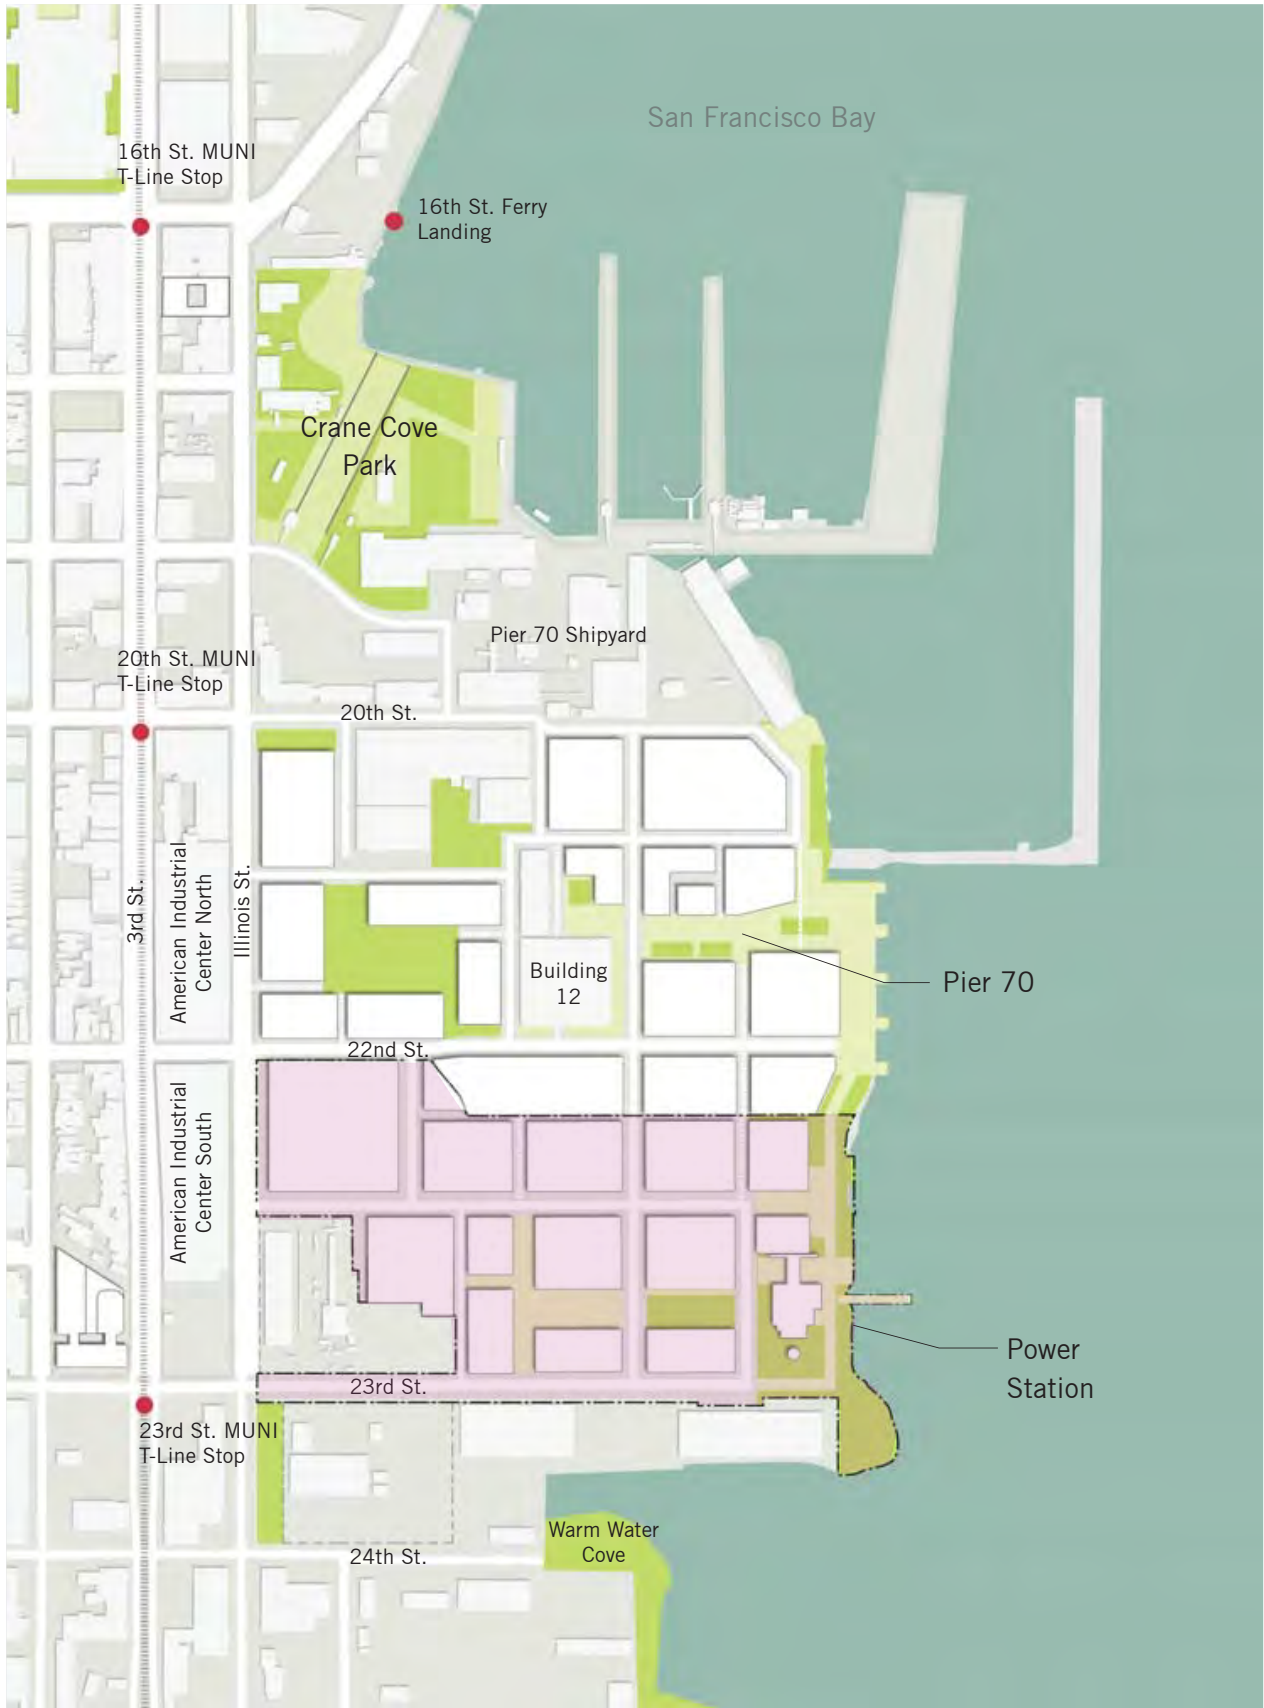 San Francisco Bay
16th St. MUNI
T-Line Stop
16th St. Ferry
Landing
Crane Cove
Park
Pier 70 Shipyard
20th St. MUNI
T-Line Stop
20th St.
3rd St.
American Industrial
Center North
Illinois St.
Building
12
Pier 70
22nd St.
American Industrial
Center South
Power
Station
23rd St.
23rd St. MUNI
T-Line Stop
Warm Water
Cove
24th St.